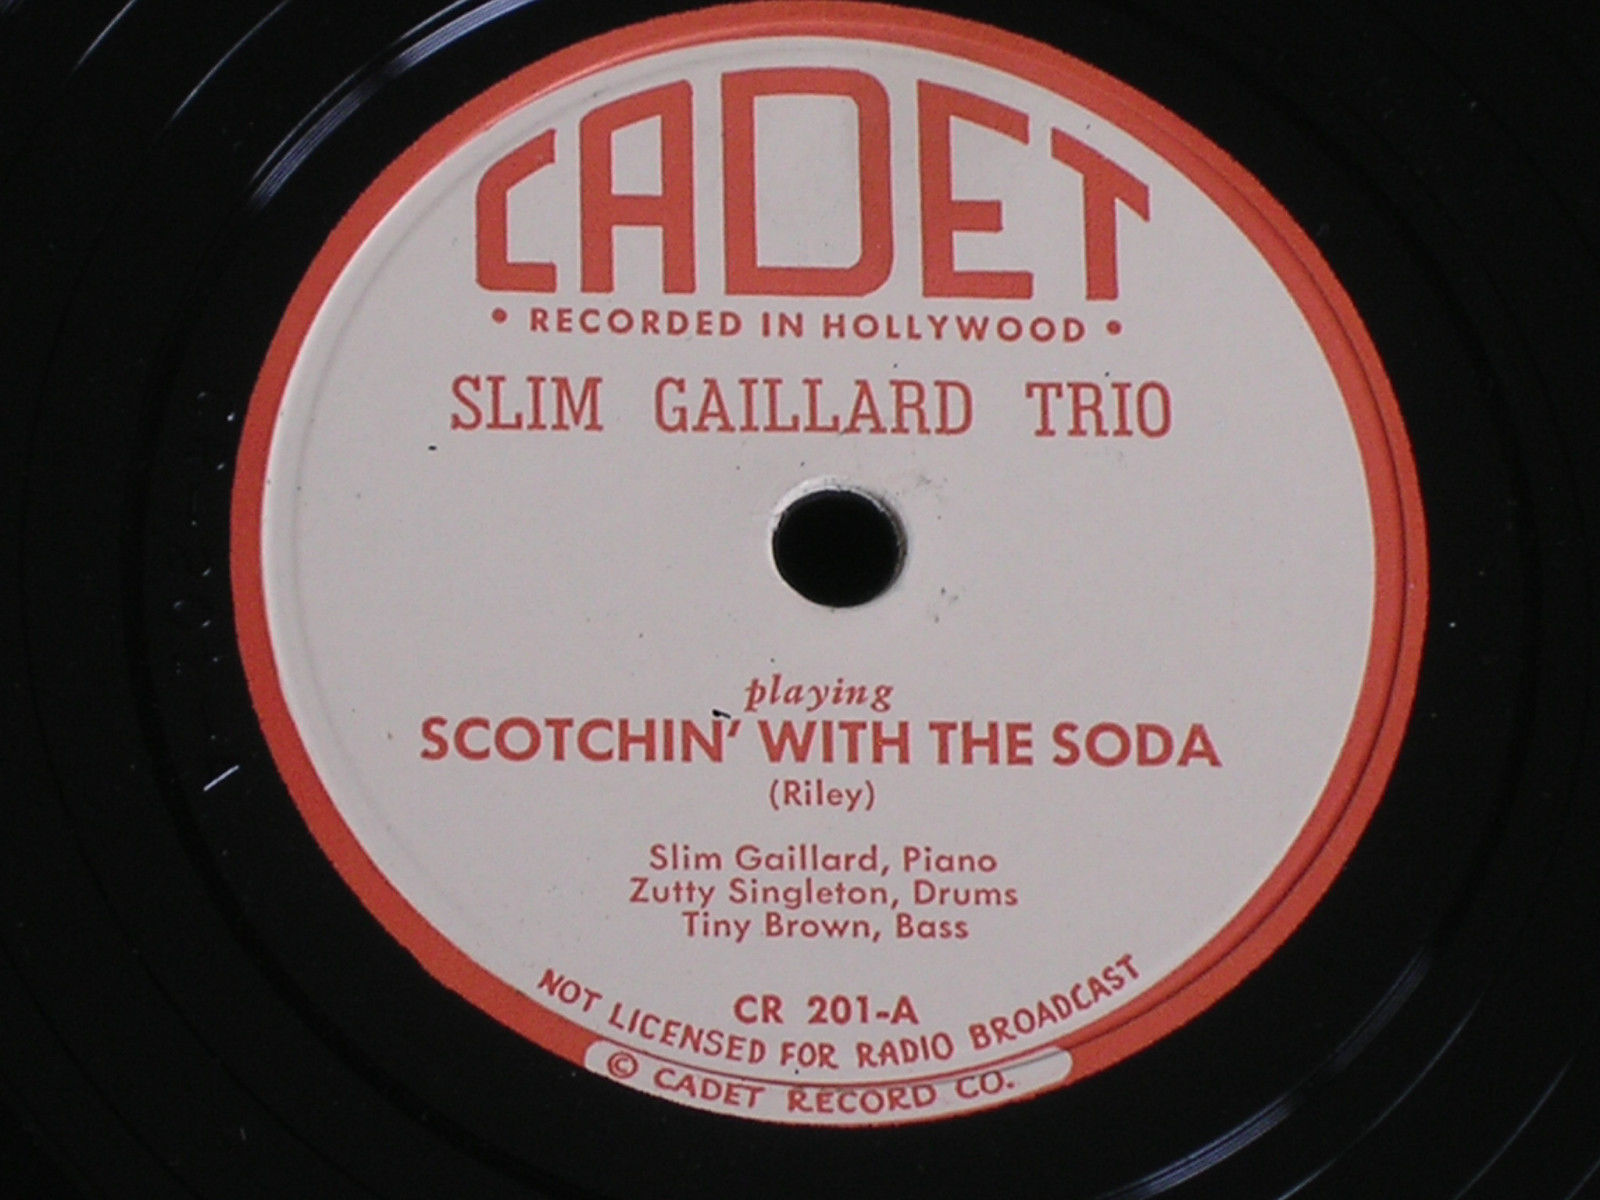 CADET
• RECORDED IN HOLLYWOOD •
SLIM GAILLARD TRIO
playing
SCOTCHIN' WITH THE SODA
(Riley)
Slim Gaillard, Piano
Zutty Singleton, Drums
Tiny Brown, Bass
CR 201-A
NOT LICENSED FOR RADIO BROADCAST
© CADET RECORD CO.